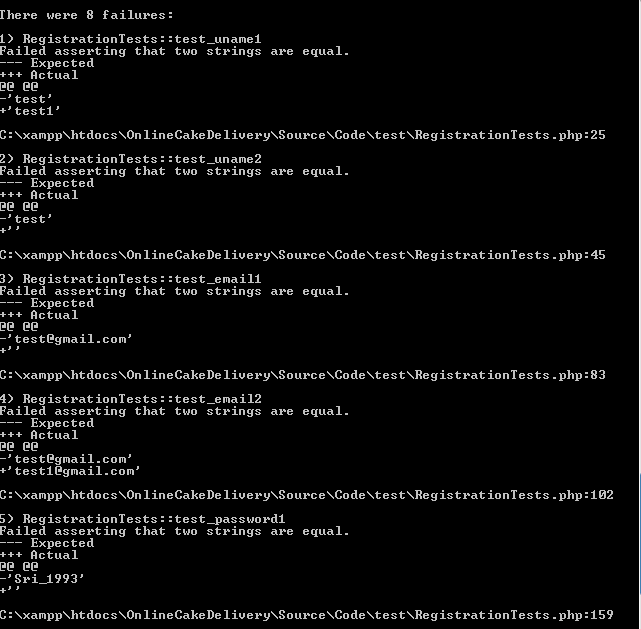 There were 8 failures:
1) RegistrationTests::test_uname1
Failed asserting that two strings are equal.
--- Expected
+++ Actual
@@ @@
-'test'
+'test1'
C:\xampp\htdocs\OnlineCakeDelivery\Source\Code\test\RegistrationTests.php:25
2) RegistrationTests::test_uname2
Failed asserting that two strings are equal.
--- Expected
+++ Actual
@@ @@
-'test'
+''
C:\xampp\htdocs\OnlineCakeDelivery\Source\Code\test\RegistrationTests.php:45
3) RegistrationTests::test_email1
Failed asserting that two strings are equal.
--- Expected
+++ Actual
@@ @@
-'test@gmail.com'
+''
C:\xampp\htdocs\OnlineCakeDelivery\Source\Code\test\RegistrationTests.php:83
4) RegistrationTests::test_email2
Failed asserting that two strings are equal.
--- Expected
+++ Actual
@@ @@
-'test@gmail.com'
+'test1@gmail.com'
C:\xampp\htdocs\OnlineCakeDelivery\Source\Code\test\RegistrationTests.php:102
5) RegistrationTests::test_password1
Failed asserting that two strings are equal.
--- Expected
+++ Actual
@@ @@
-'Sri_1993'
+''
C:\xampp\htdocs\OnlineCakeDelivery\Source\Code\test\RegistrationTests.php:159